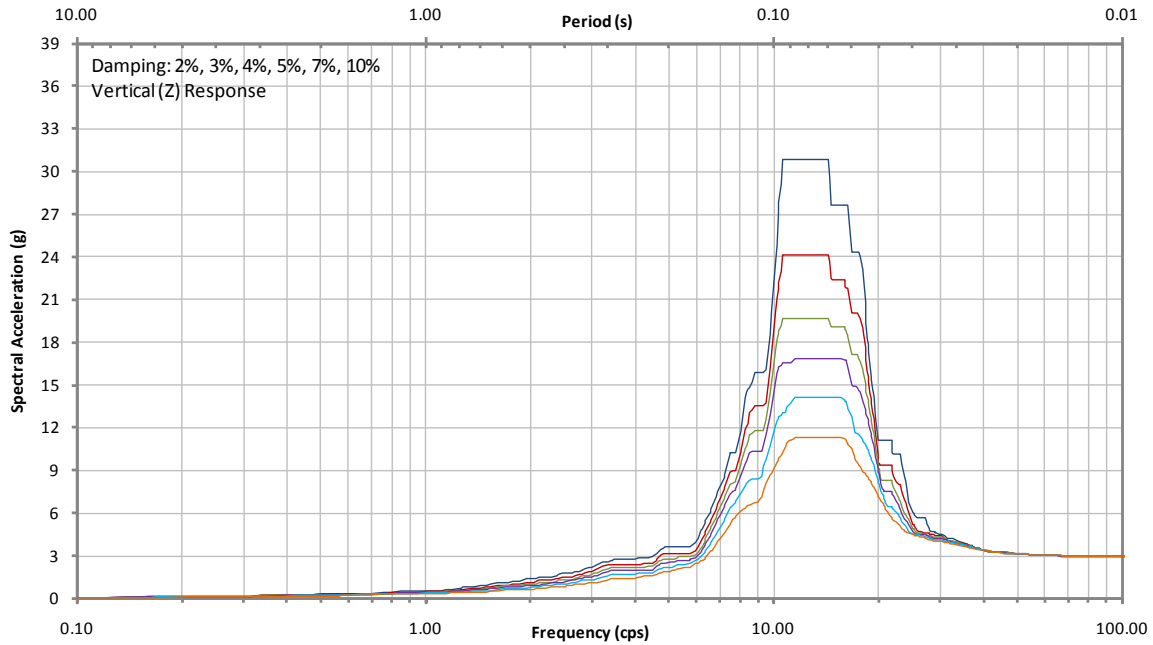 10.00 1.00 0.10 0.01
Period (s)
39
Damping: 2%, 3%, 4%, 5%, 7%, 10%
36
Vertical (Z) Response
33
30
27
24
21
18
15
12
9
6
3
0
Spectral Acceleration (g)
0.10 1.00 10.00 100.00
Frequency (cps)